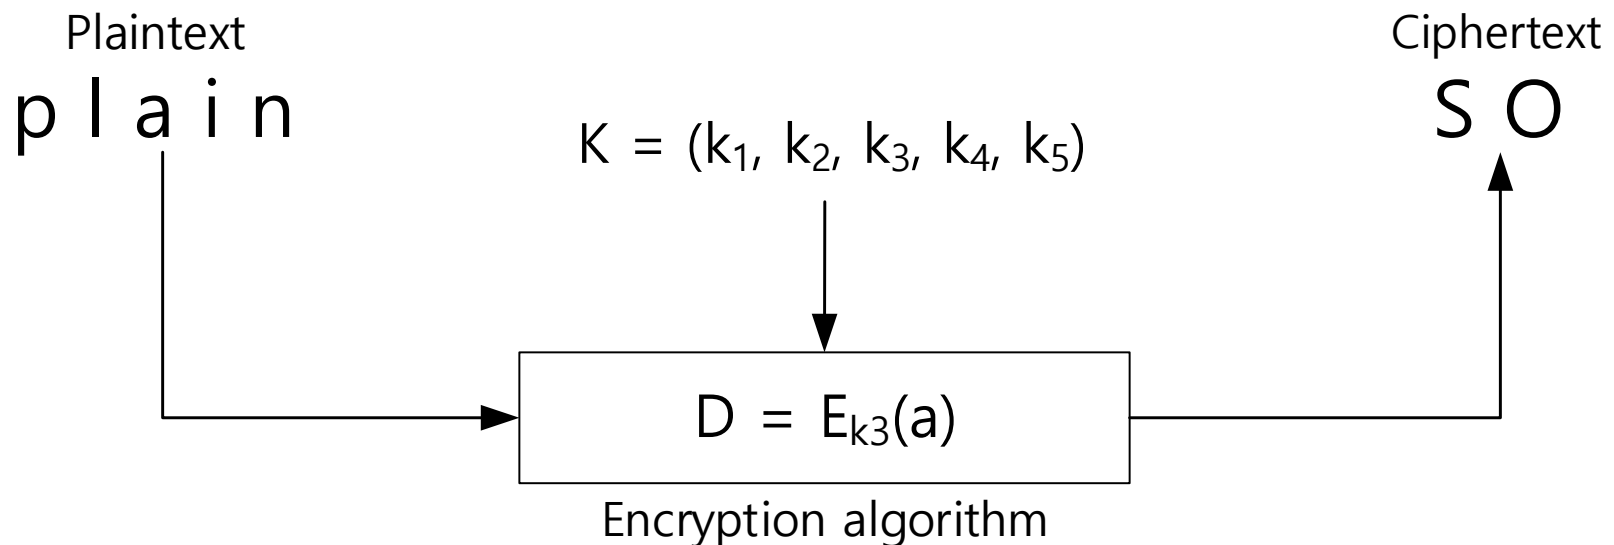 Plaintext
p l a i n
Ciphertext
S O
K = (k₁, k₂, k₃, k₄, k₅)
D = Eₖ₃(a)
Encryption algorithm